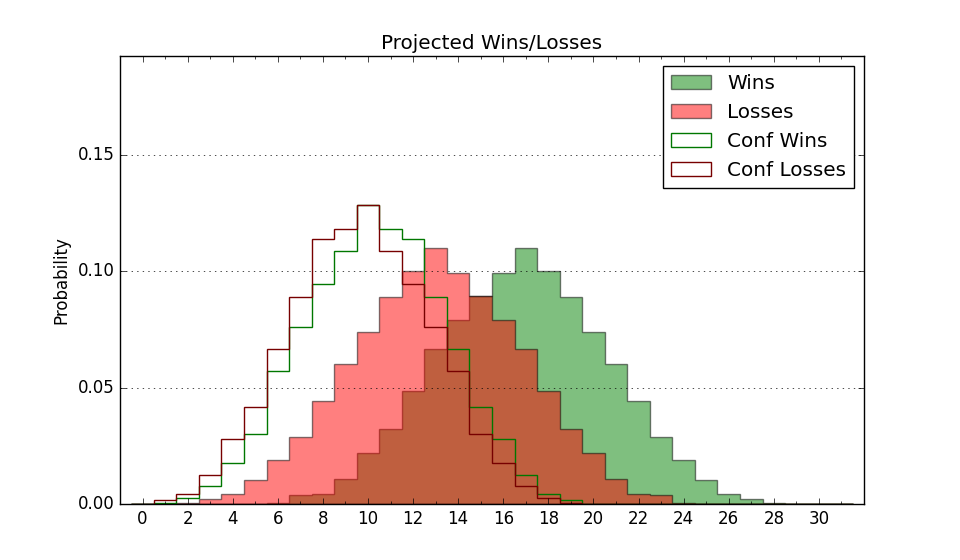 Projected Wins/Losses
Wins
Losses
Conf Wins
Conf Losses
Probability
0.15
0.10
0.05
0.00
0 2 4 6 8 10 12 14 16 18 20 22 24 26 28 30